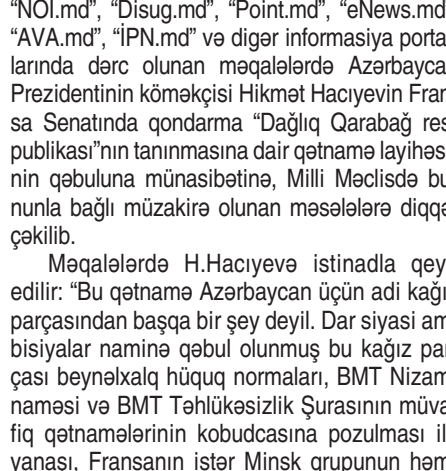 “NOİ.md”, “Disug.md”, “Point.md”, “eNews.md
“AVA.md”, “İPN.md” və digər informasiya porta
larında dərc olunan məqalələrdə Azərbayca
Prezidentinin köməkçisi Hikmət Hacıyevin Fran
sa Senatında qondarma “Dağlıq Qarabağ res
publikası”nın tanınmasına dair qətnamə layihəs
nin qəbuluna münasibətinə, Milli Məclisdə bu
nunla bağlı müzakirə olunan məsələlərə diqqə
çəkilib.
Məqalələrdə H.Hacıyevə istinadla qey
edilir: “Bu qətnamə Azərbaycan üçün adi kağı
parçasından başqa bir şey deyil. Dar siyasi am
bisiyalar naminə qəbul olunmuş bu kağız par
çası beynəlxalq hüquq normaları, BMT Nizam
naməsi və BMT Təhlükəsizlik Şurasının müva
fiq qətnamələrinin kobudcasına pozulması il
yanaşı, Fransanın istər Minsk qrupunun həm